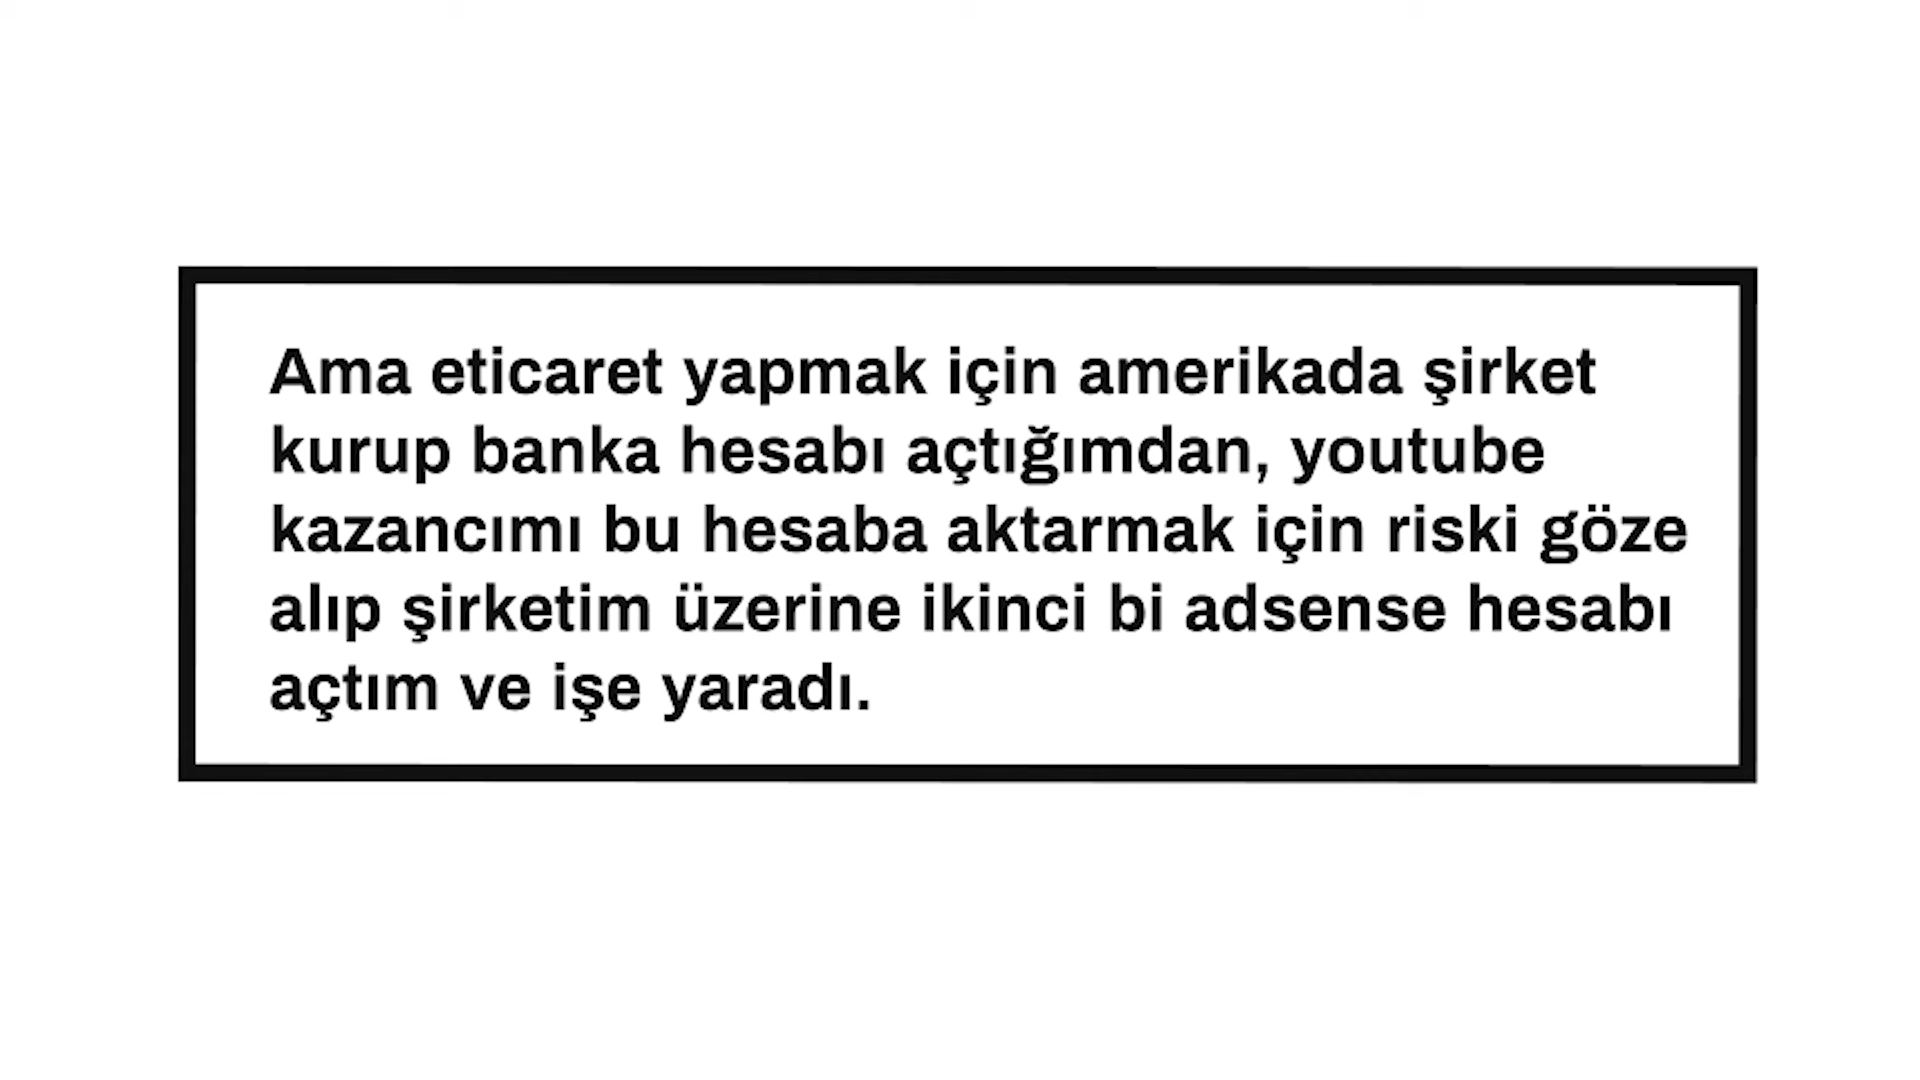 Ama eticaret yapmak için amerikada şirket
kurup banka hesabı açtığımdan, youtube
kazancımı bu hesaba aktarmak için riski göze
alıp şirketim üzerine ikinci bi adsense hesabı
açtım ve işe yaradı.